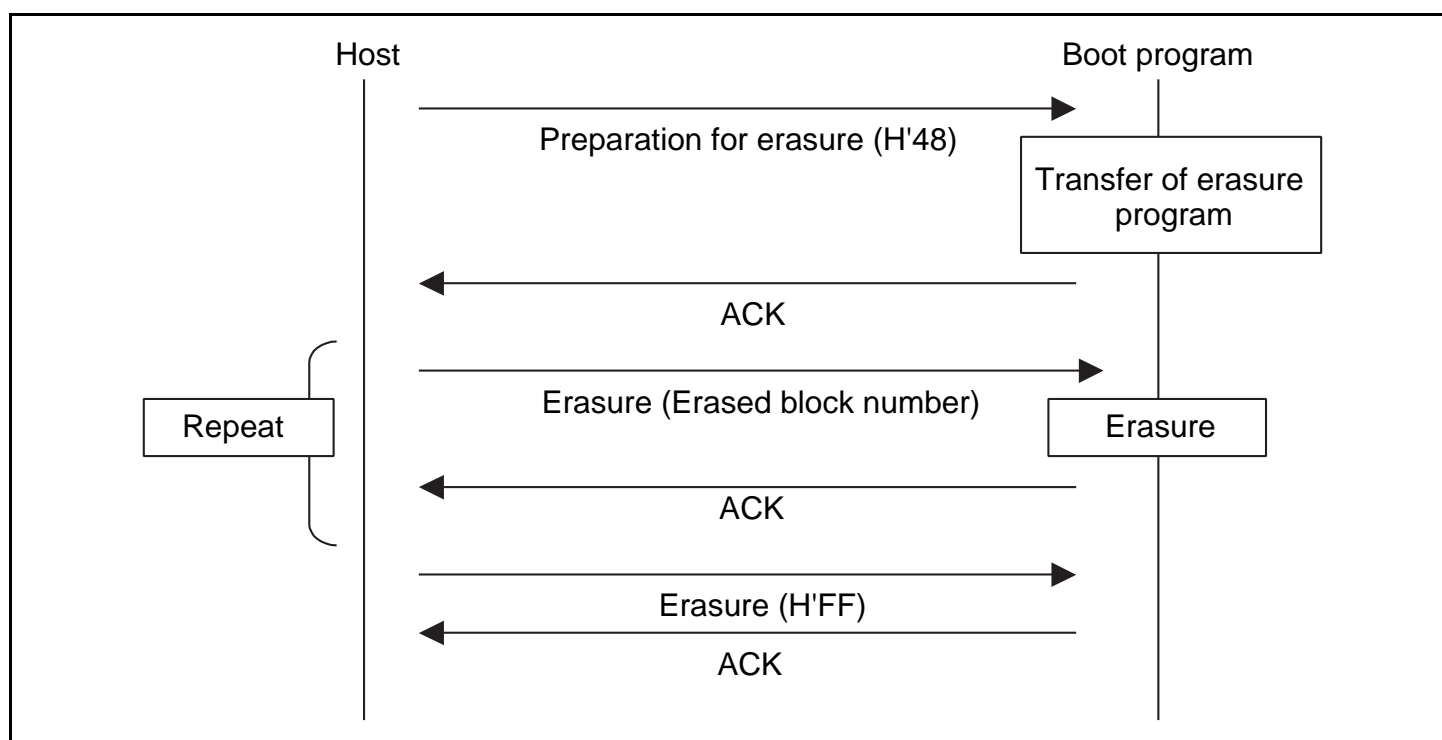 Host
Boot program
Preparation for erasure (H'48)
Transfer of erasure
program
ACK
Erasure (Erased block number)
Repeat
Erasure
ACK
Erasure (H'FF)
ACK